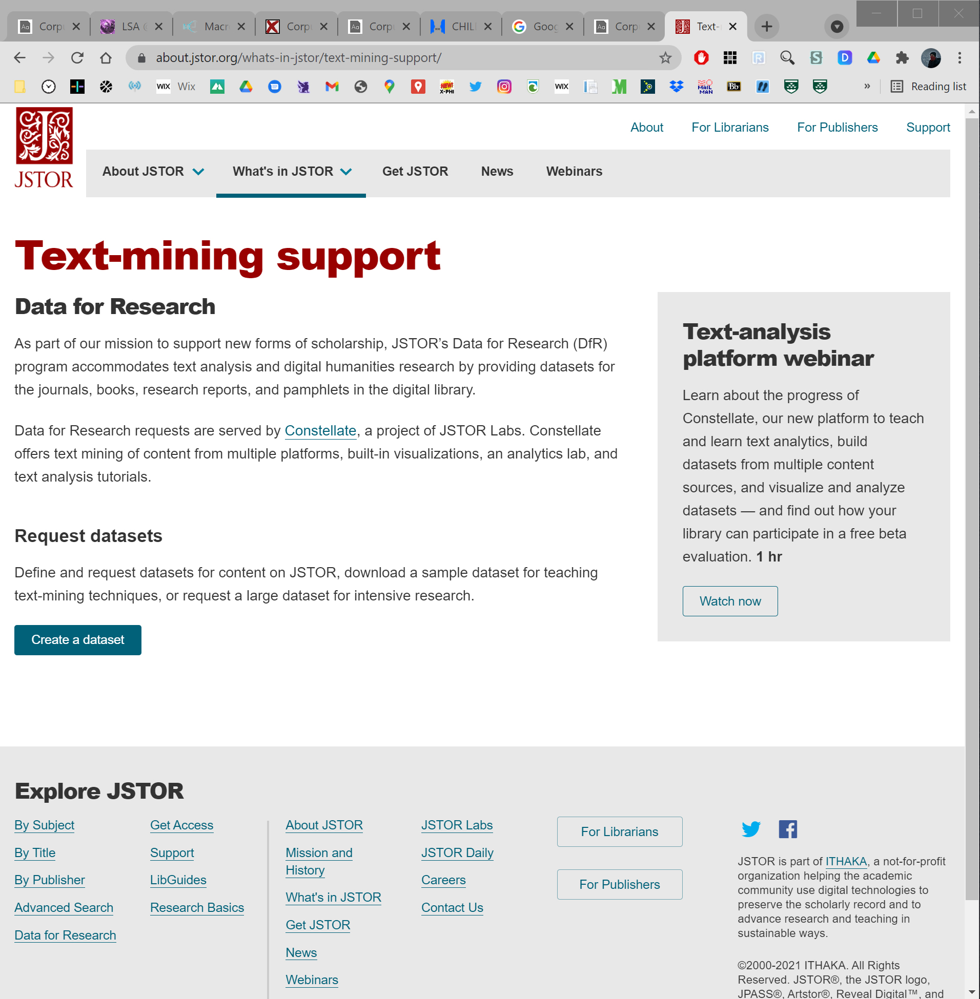 Corp
LSA
Macr
Corp
Corp
CHIL
Goog
Corp
Text-
about.jstor.org/whats-in-jstor/text-mining-support/
WIX Wix
NEW! X-PHI
WIX
MAIL MAN
Bb
» Reading list
JSTOR
About For Librarians For Publishers Support
About JSTOR What's in JSTOR Get JSTOR News Webinars
Text-mining support
Data for Research
As part of our mission to support new forms of scholarship, JSTOR’s Data for Research (DfR)
program accommodates text analysis and digital humanities research by providing datasets for
the journals, books, research reports, and pamphlets in the digital library.
Data for Research requests are served by Constellate, a project of JSTOR Labs. Constellate
offers text mining of content from multiple platforms, built-in visualizations, an analytics lab, and
text analysis tutorials.
Request datasets
Define and request datasets for content on JSTOR, download a sample dataset for teaching
text-mining techniques, or request a large dataset for intensive research.
Create a dataset
Text-analysis
platform webinar
Learn about the progress of
Constellate, our new platform to teach
and learn text analytics, build
datasets from multiple content
sources, and visualize and analyze
datasets — and find out how your
library can participate in a free beta
evaluation. 1 hr
Watch now
Explore JSTOR
By Subject
By Title
By Publisher
Advanced Search
Data for Research
Get Access
Support
LibGuides
Research Basics
About JSTOR
Mission and
History
What's in JSTOR
Get JSTOR
News
Webinars
JSTOR Labs
JSTOR Daily
Careers
Contact Us
For Librarians
For Publishers
JSTOR is part of ITHAKA, a not-for-profit
organization helping the academic
community use digital technologies to
preserve the scholarly record and to
advance research and teaching in
sustainable ways.
©2000-2021 ITHAKA. All Rights
Reserved. JSTOR®, the JSTOR logo,
JPASS®, Artstor®, Reveal Digital™, and